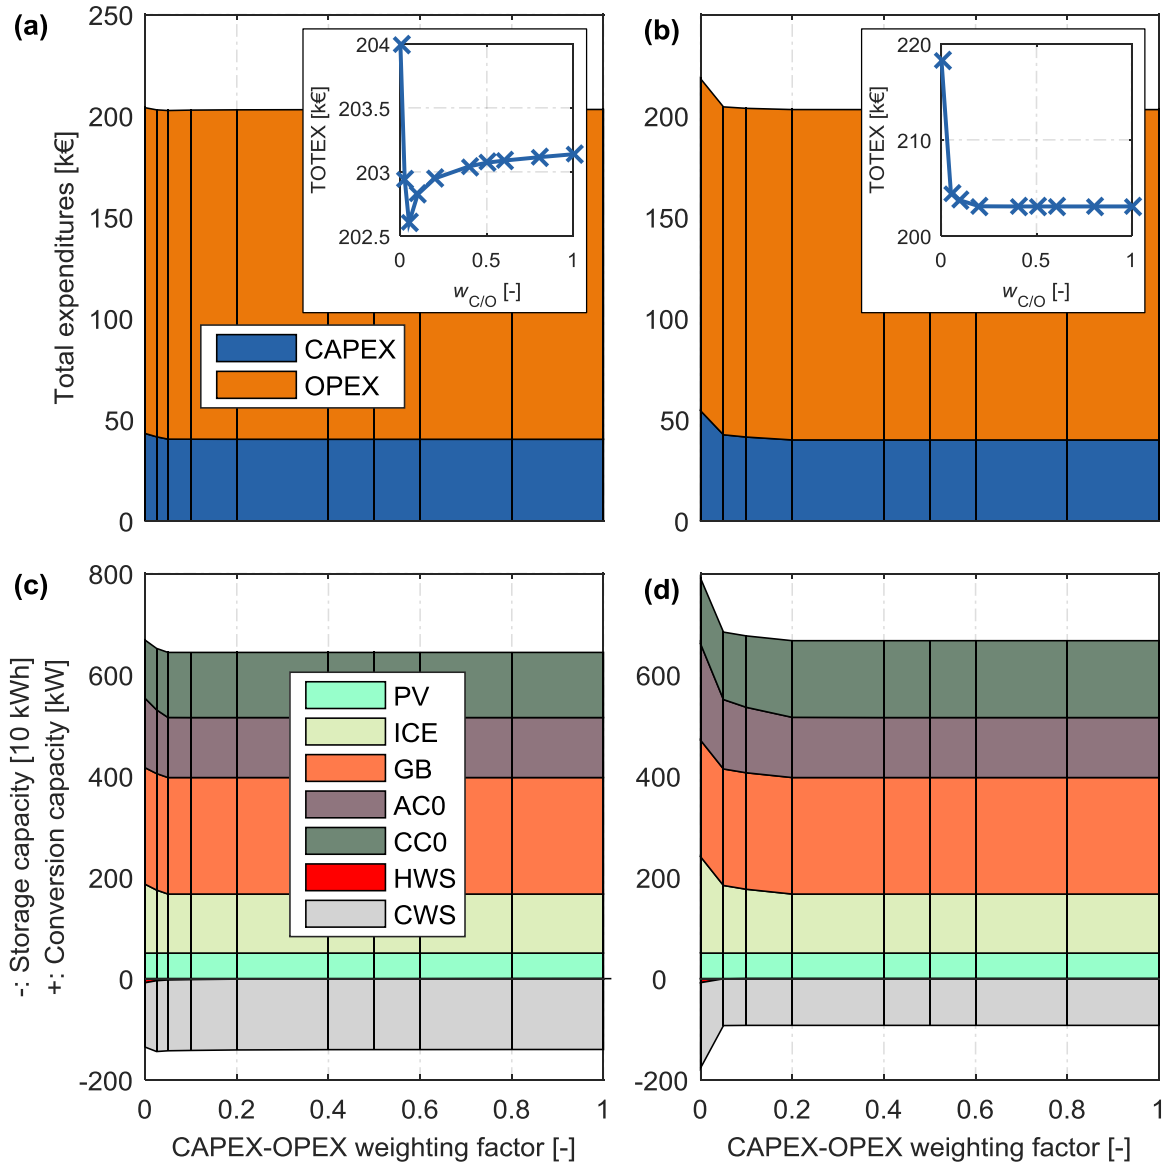 (a)
250
200
150
100
50
0
Total expenditures [k€]
204
203.5
203
202.5
TOTEX [k€]
0
0.5
1
w_C/O [-]
CAPEX
OPEX
(b)
200
150
100
50
0
220
210
200
TOTEX [k€]
0
0.5
1
w_C/O [-]
(c)
800
600
400
200
0
-200
-: Storage capacity [10 kWh]
+: Conversion capacity [kW]
PV
ICE
GB
AC0
CC0
HWS
CWS
0
0.2
0.4
0.6
0.8
1
CAPEX-OPEX weighting factor [-]
(d)
600
400
200
0
-200
0
0.2
0.4
0.6
0.8
1
CAPEX-OPEX weighting factor [-]